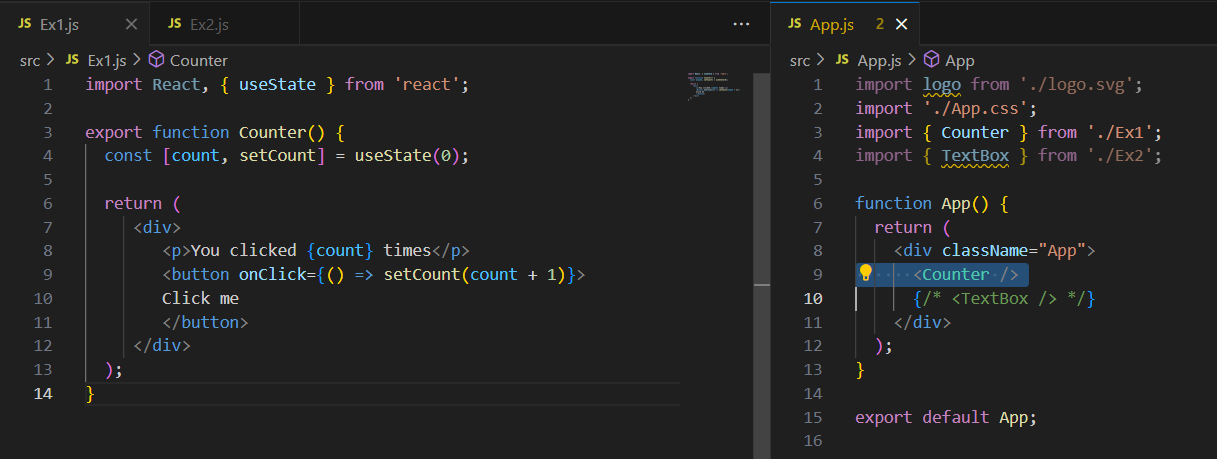 JS Ex1.js ×
JS Ex2.js
...
src > JS Ex1.js > Counter
1 import React, { useState } from 'react';
2
3 export function Counter() {
4 const [count, setCount] = useState(0);
5
6 return (
7 <div>
8 <p>You clicked {count} times</p>
9 <button onClick={() => setCount(count + 1)}>
10 Click me
11 </button>
12 </div>
13 );
14 }
JS App.js 2 ×
src > JS App.js > App
1 import logo from './logo.svg';
2 import './App.css';
3 import { Counter } from './Ex1';
4 import { TextBox } from './Ex2';
5
6 function App() {
7 return (
8 <div className="App">
9 <Counter />
10 {/* <TextBox /> */}
11 </div>
12 );
13 }
14
15 export default App;
16